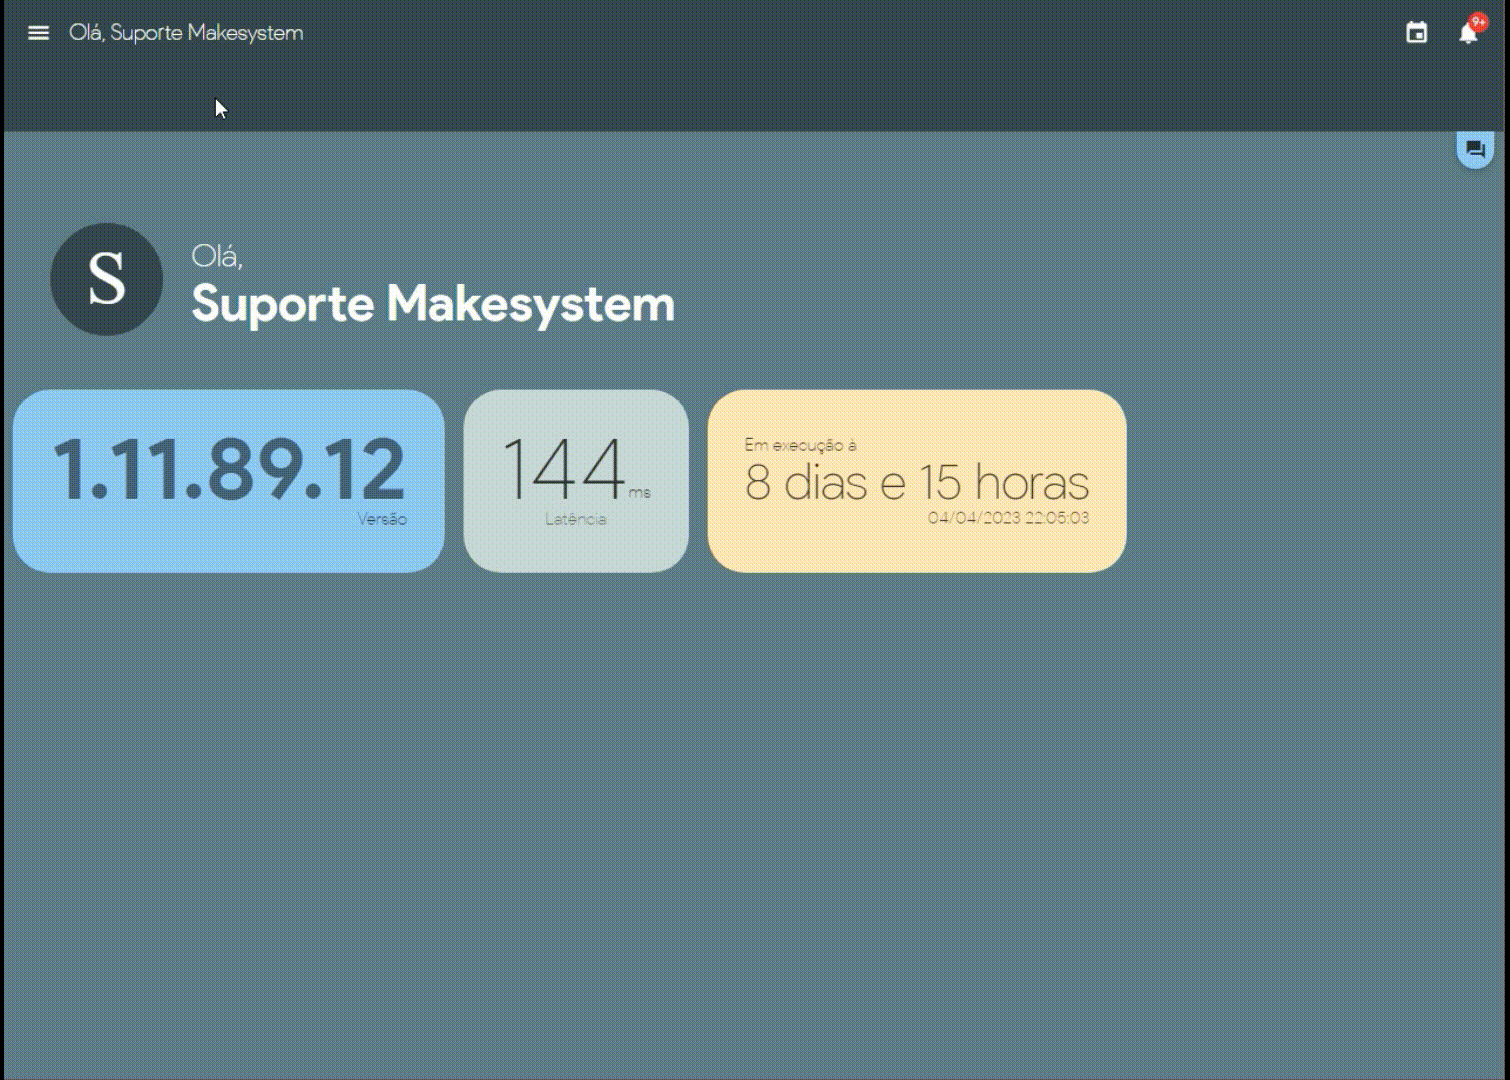 Olá, Suporte Makesystem
9+
S
Olá,
Suporte Makesystem
1.11.89.12
Versão
144 ms
Latência
Em execução à
8 dias e 15 horas
04/04/2023 22:05:03